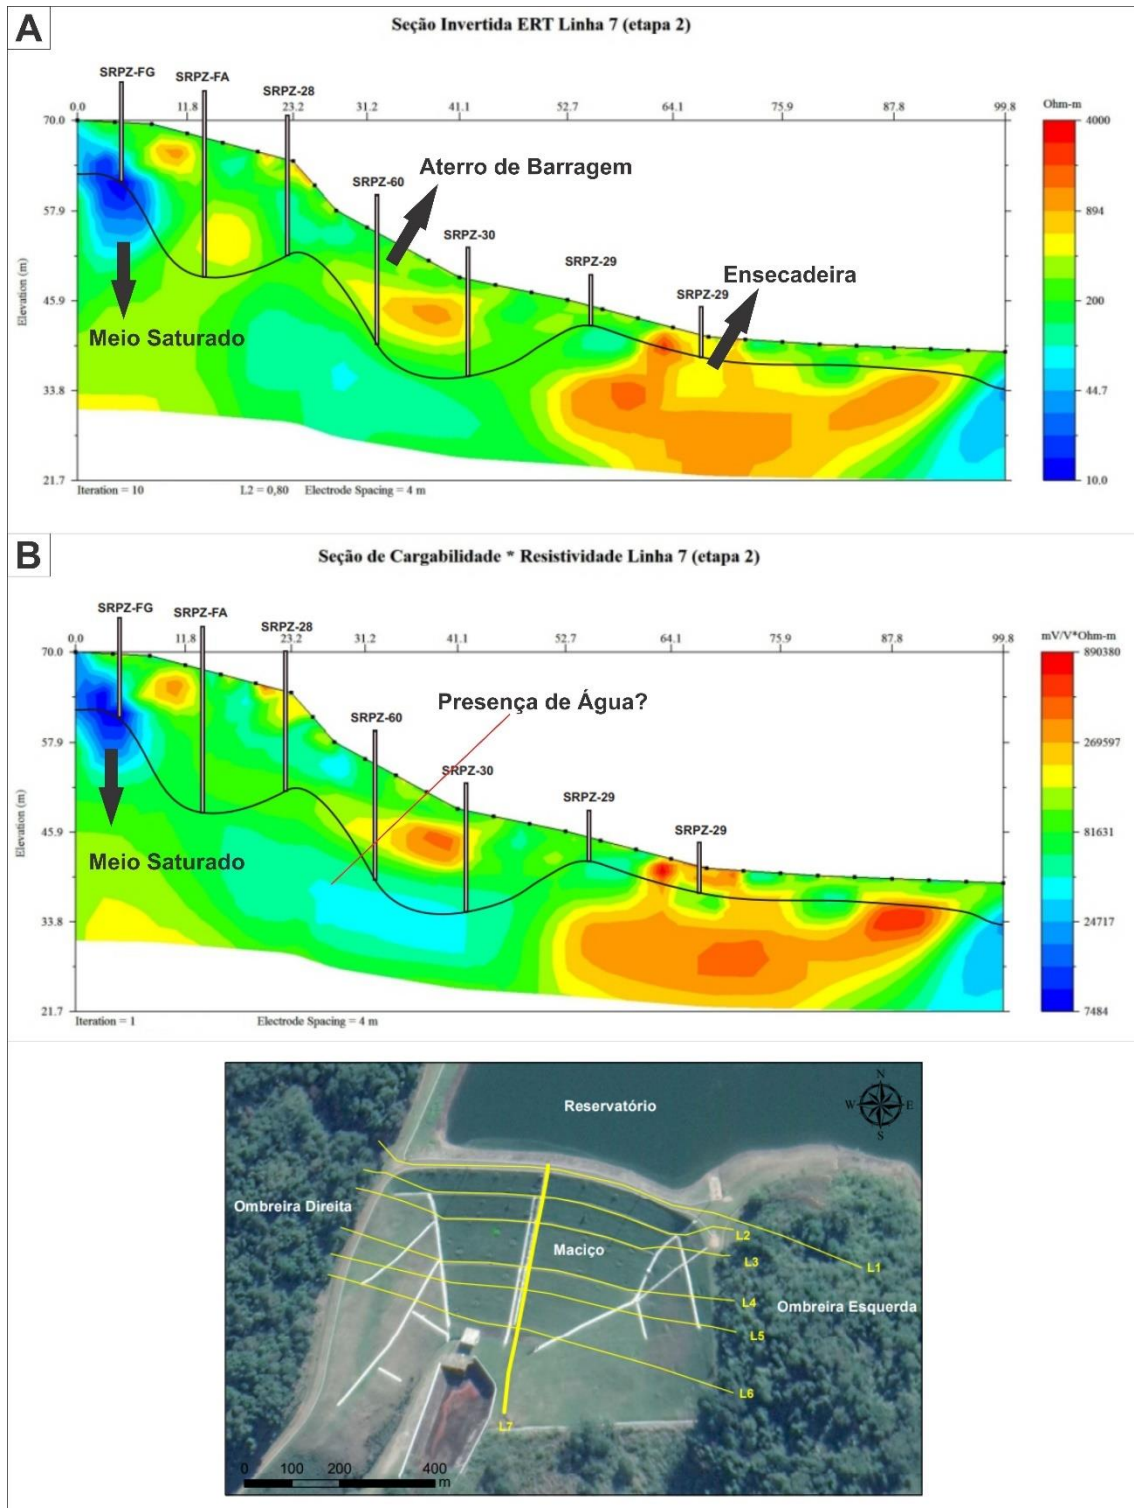 A
Seção Invertida ERT Linha 7 (etapa 2)
SRPZ-FG
SRPZ-FA
SRPZ-28
0.0 11.8 23.2 31.2 41.1 52.7 64.1 75.9 87.8 99.8
Ohm-m
70.0
4000
Aterro de Barragem
SRPZ-60
57.9
894
SRPZ-30
SRPZ-29
Ensecadeira
Elevation (m)
45.9
200
SRPZ-29
Meio Saturado
33.8
44.7
21.7
10.0
Iteration = 10 L2 = 0,80 Electrode Spacing = 4 m
B
Seção de Cargabilidade * Resistividade Linha 7 (etapa 2)
SRPZ-FG
SRPZ-FA
SRPZ-28
0.0 11.8 23.2 31.2 41.1 52.7 64.1 75.9 87.8 99.8
mV/V*Ohm-m
70.0
890380
Presença de Água?
SRPZ-60
57.9
269597
SRPZ-30
SRPZ-29
Elevation (m)
45.9
81631
SRPZ-29
Meio Saturado
33.8
24717
21.7
7484
Iteration = 1 Electrode Spacing = 4 m
N
Reservatório
W E
S
Ombreira Direita
L2
Maciço
L3
L1
L4
Ombreira Esquerda
L5
L6
L7
0 100 200 400
m